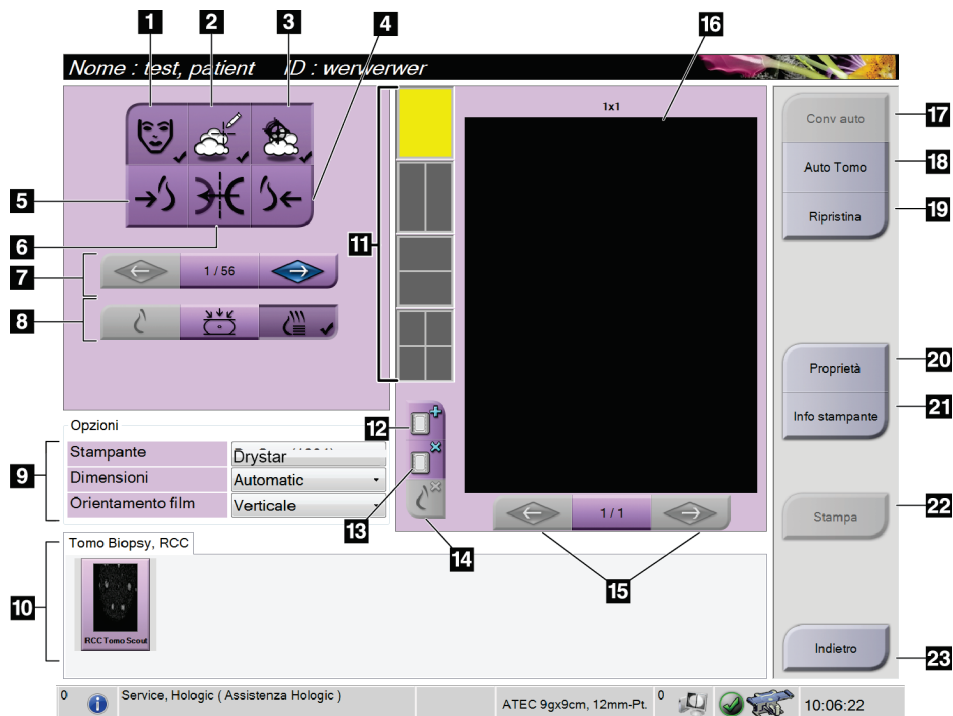 1
2
3
4
16
Nome : test, patient ID : werwerwer
1x1
Conv auto
17
Auto Tomo
18
Ripristina
19
5
6
11
7
1 / 56
8
Proprietà
20
Info stampante
21
Opzioni
12
9
Stampante
Drystar
Dimensioni
Automatic
Orientamento film
Verticale
13
14
1 / 1
15
Stampa
22
Tomo Biopsy, RCC
10
RCC Tomo Scout
Indietro
23
0
Service, Hologic ( Assistenza Hologic )
ATEC 9gx9cm, 12mm-Pt.
0
10:06:22